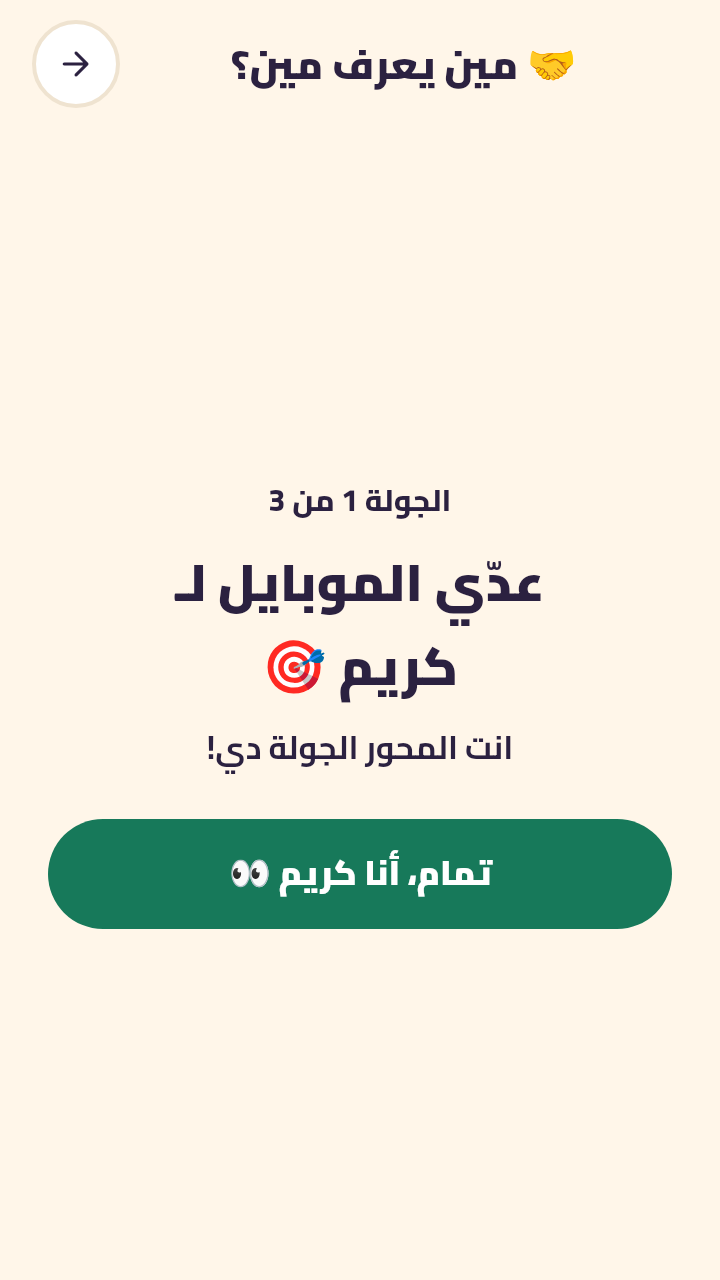 🤝 مين يعرف مين؟
الجولة 1 من 3
عدّي الموبايل لـ
كريم 🎯
انت المحور الجولة دي!
تمام، أنا كريم 👀